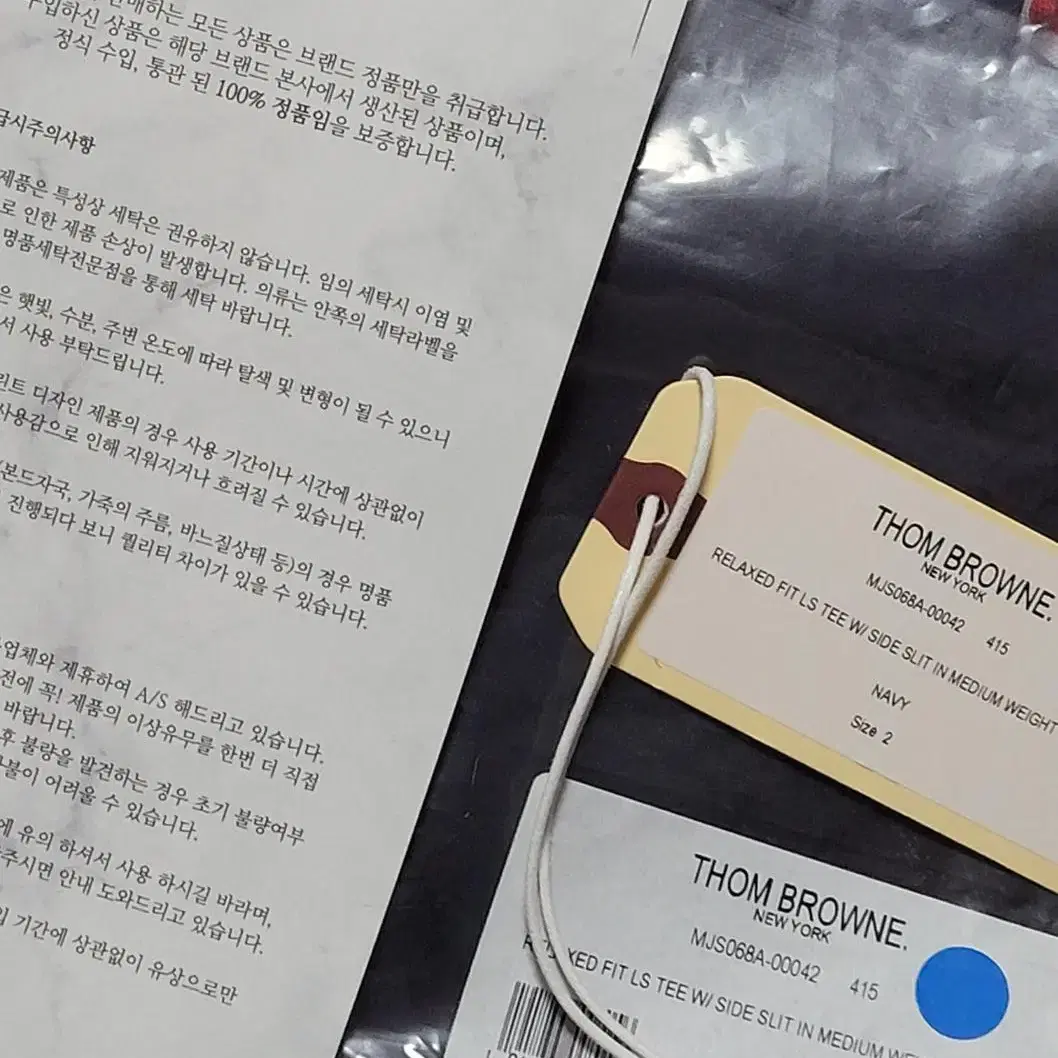 판매하는 모든 상품은 브랜드 정품만을 취급합니다.
구입하신 상품은 해당 브랜드 본사에서 생산된 상품이며,
정식 수입, 통관 된 100% 정품임을 보증합니다.
급시주의사항
제품은 특성상 세탁은 권유하지 않습니다. 임의 세탁시 이염 및
로 인한 제품 손상이 발생합니다. 의류는 안쪽의 세탁라벨을
명품세탁전문점을 통해 세탁 바랍니다.
은 햇빛, 수분, 주변 온도에 따라 탈색 및 변형이 될 수 있으니
서 사용 부탁드립니다.
린트 디자인 제품의 경우 사용 기간이나 시간에 상관없이
사용감으로 인해 지워지거나 흐려질 수 있습니다.
(본드자국, 가죽의 주름, 바느질상태 등)의 경우 명품
진행되다 보니 퀄리티 차이가 있을 수 있습니다.
업체와 제휴하여 A/S 해드리고 있습니다.
전에 꼭! 제품의 이상유무를 한번 더 직접
바랍니다.
후 불량을 발견하는 경우 초기 불량여부
환불이 어려울 수 있습니다.
에 유의 하셔서 사용 하시길 바라며,
주시면 안내 도와드리고 있습니다.
기간에 상관없이 유상으로만
THOM BROWNE.
NEW YORK
MJS068A-00042 415
RELAXED FIT LS TEE W/ SIDE SLIT IN MEDIUM WEIGHT
NAVY
Size 2
THOM BROWNE.
NEW YORK
MJS068A-00042 415
XED FIT LS TEE W/ SIDE SLIT IN MEDIUM WE